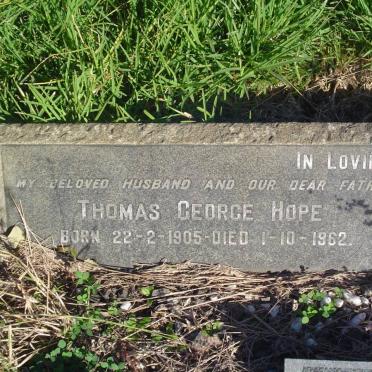 IN LOVIN
MY BELOVED HUSBAND AND OUR DEAR FATH
THOMAS GEORGE HOPE
BORN 22-2-1905-DIED 1-10-1962.